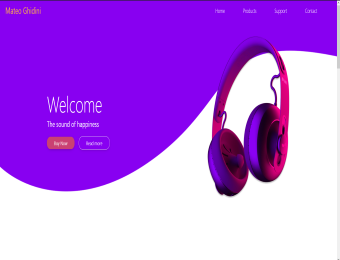 Mateo Ghidini
Home Products Support Contact
Welcome
The sound of happiness
Buy Now Read more